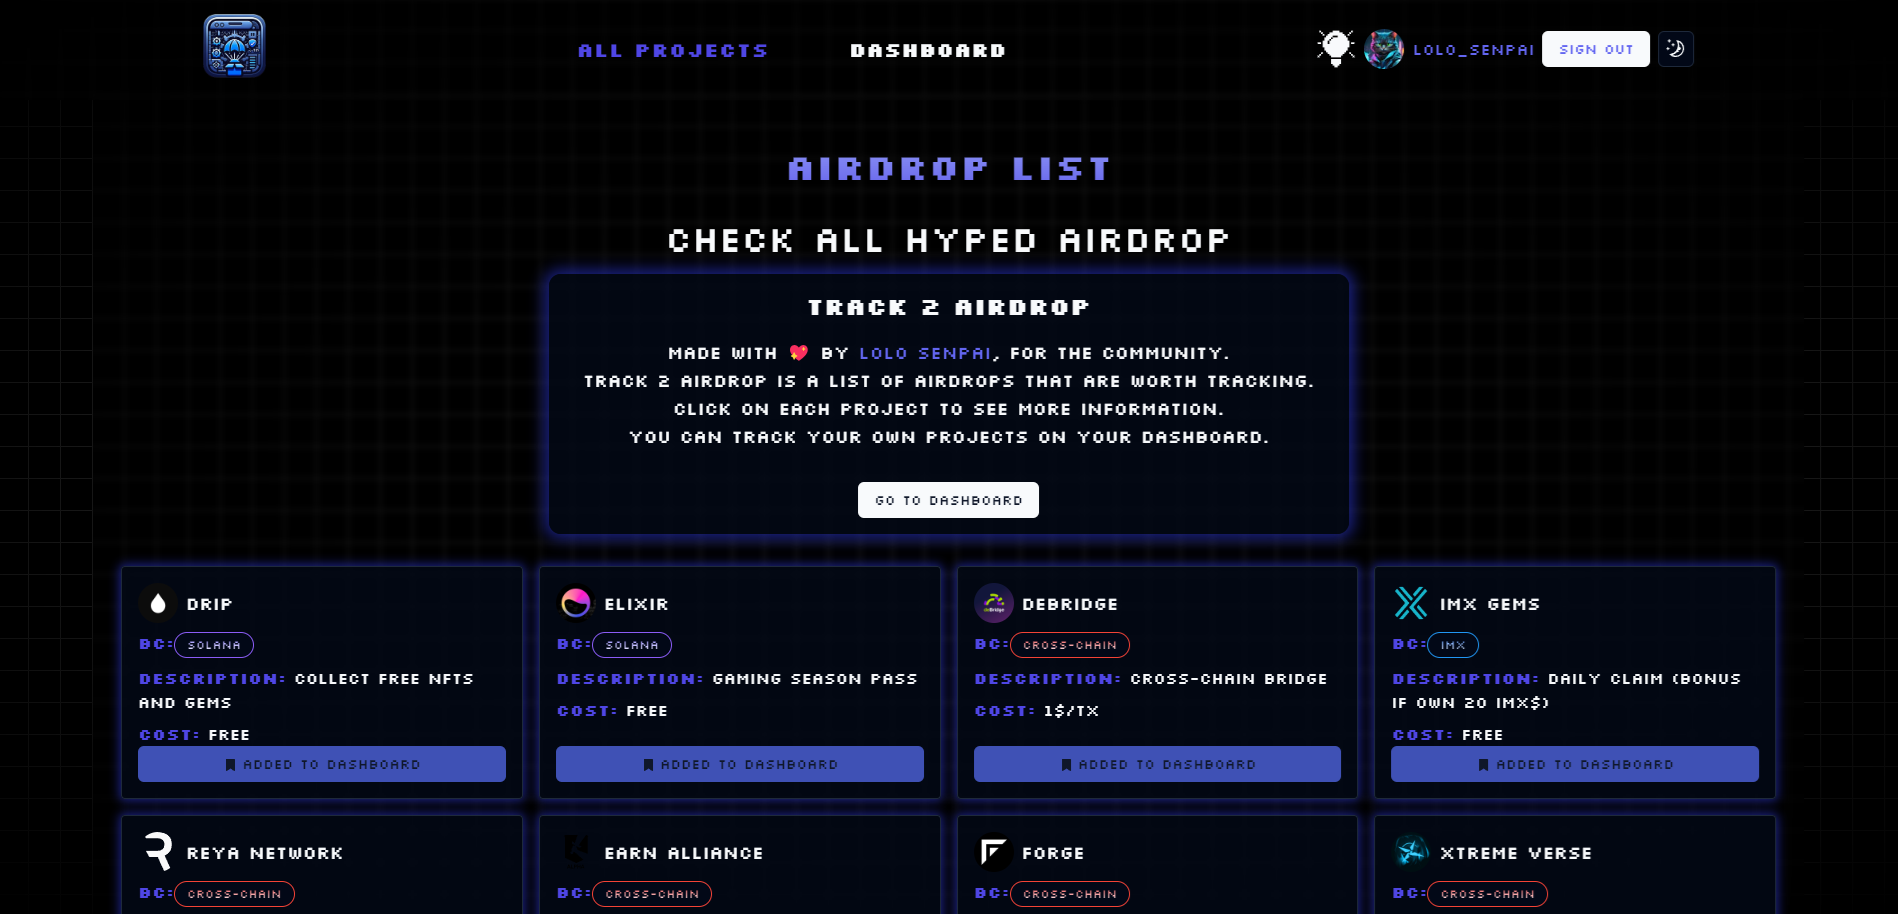 ALL PROJECTS
DASHBOARD
LOLO_SENPAI
SIGN OUT
AIRDROP LIST
CHECK ALL HYPED AIRDROP
TRACK 2 AIRDROP
MADE WITH 💖 BY LOLO SENPAI, FOR THE COMMUNITY.
TRACK 2 AIRDROP IS A LIST OF AIRDROPS THAT ARE WORTH TRACKING.
CLICK ON EACH PROJECT TO SEE MORE INFORMATION.
YOU CAN TRACK YOUR OWN PROJECTS ON YOUR DASHBOARD.
GO TO DASHBOARD
DRIP
BC: SOLANA
DESCRIPTION: COLLECT FREE NFTS
AND GEMS
COST: FREE
ADDED TO DASHBOARD
ELIXIR
BC: SOLANA
DESCRIPTION: GAMING SEASON PASS
COST: FREE
ADDED TO DASHBOARD
deBridge
DEBRIDGE
BC: CROSS-CHAIN
DESCRIPTION: CROSS-CHAIN BRIDGE
COST: 1$/TX
ADDED TO DASHBOARD
IMX GEMS
BC: IMX
DESCRIPTION: DAILY CLAIM (BONUS
IF OWN 20 IMX$)
COST: FREE
ADDED TO DASHBOARD
REYA NETWORK
BC: CROSS-CHAIN
EARN ALLIANCE
BC: CROSS-CHAIN
FORGE
BC: CROSS-CHAIN
XTREME VERSE
BC: CROSS-CHAIN